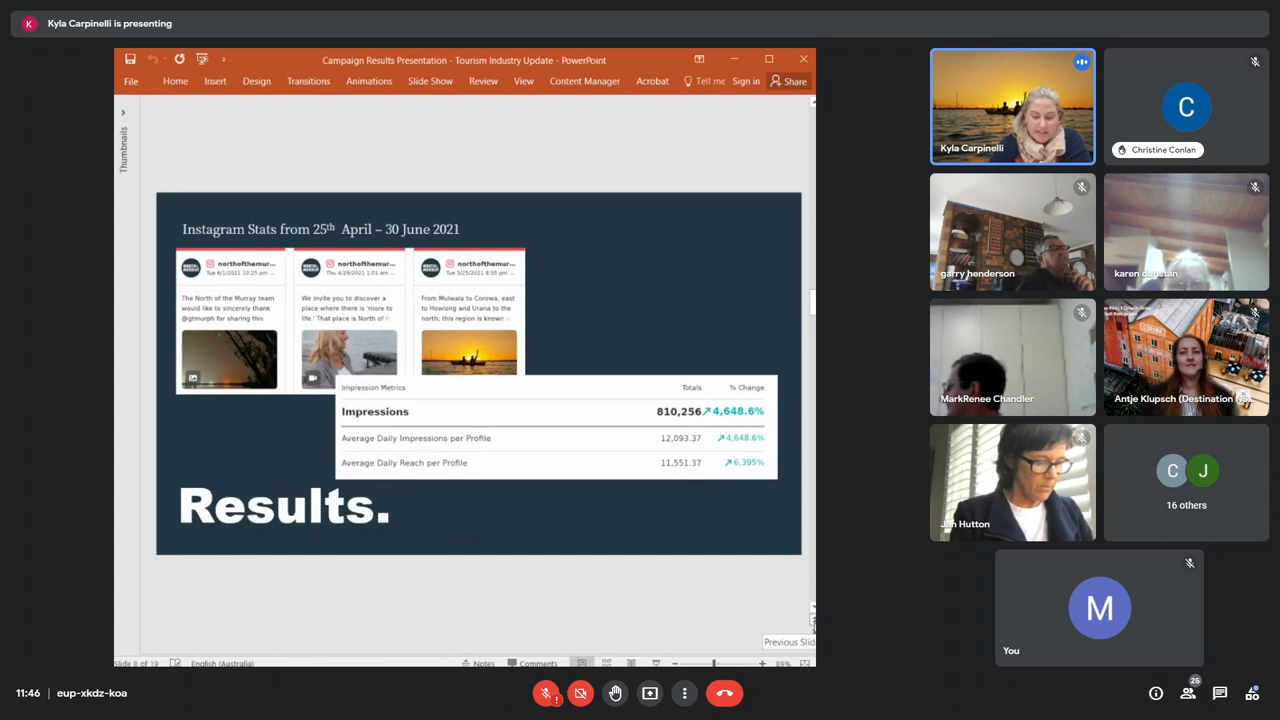 K Kyla Carpinelli is presenting
Campaign Results Presentation - Tourism Industry Update - PowerPoint
File Home Insert Design Transitions Animations Slide Show Review View Content Manager Acrobat Tell me Sign in Share
Thumbnails
Instagram Stats from 25th April – 30 June 2021
northofthemur...
Tue 6/1/2021 10:25 pm ...
The North of the Murray team
would like to sincerely thank
@gtmurph for sharing this
northofthemur...
Thu 4/29/2021 1:01 am ...
We invite you to discover a
place where there is 'more to
life.' That place is North of
northofthemur...
Tue 5/25/2021 8:55 pm ...
From Mulwala to Corowa, east
to Howlong and Urana to the
north; this region is known
Impression Metrics Totals % Change
Impressions 810,256 ↗4,648.6%
Average Daily Impressions per Profile 12,093.37 ↗4,648.6%
Average Daily Reach per Profile 11,551.37 ↗6,395%
Results.
Previous Slid
Slide 8 of 19 English (Australia) Notes Comments 89%
Kyla Carpinelli
C
Christine Conlan
garry henderson
karen dunstan
MarkRenee Chandler
COROWA
Antje Klupsch (Destination
Hutton
C J
16 others
M
You
11:46 eup-xkdz-koa
25